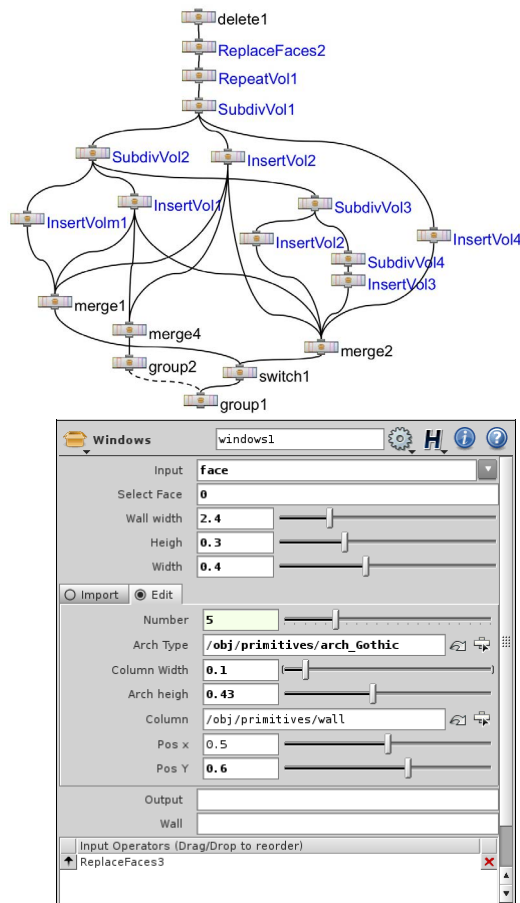 delete1
ReplaceFaces2
RepeatVol1
SubdivVol1
SubdivVol2
InsertVol2
InsertVolm1
InsertVol1
SubdivVol3
InsertVol2
InsertVol4
SubdivVol4
InsertVol3
merge1
merge4
merge2
group2
switch1
group1
Windows windows1
Input face
Select Face 0
Wall width 2.4
Heigh 0.3
Width 0.4
Import Edit
Number 5
Arch Type /obj/primitives/arch_Gothic
Column Width 0.1
Arch heigh 0.43
Column /obj/primitives/wall
Pos x 0.5
Pos Y 0.6
Output
Wall
Input Operators (Drag/Drop to reorder)
ReplaceFaces3